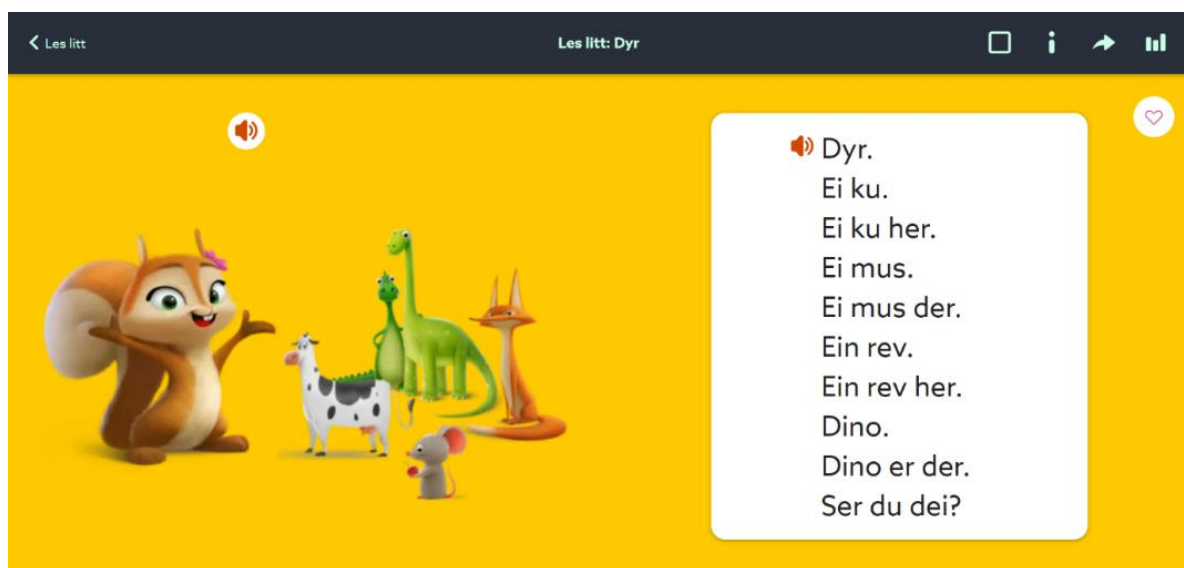 Les litt
Les litt: Dyr
Dyr.
Ei ku.
Ei ku her.
Ei mus.
Ei mus der.
Ein rev.
Ein rev her.
Dino.
Dino er der.
Ser du dei?